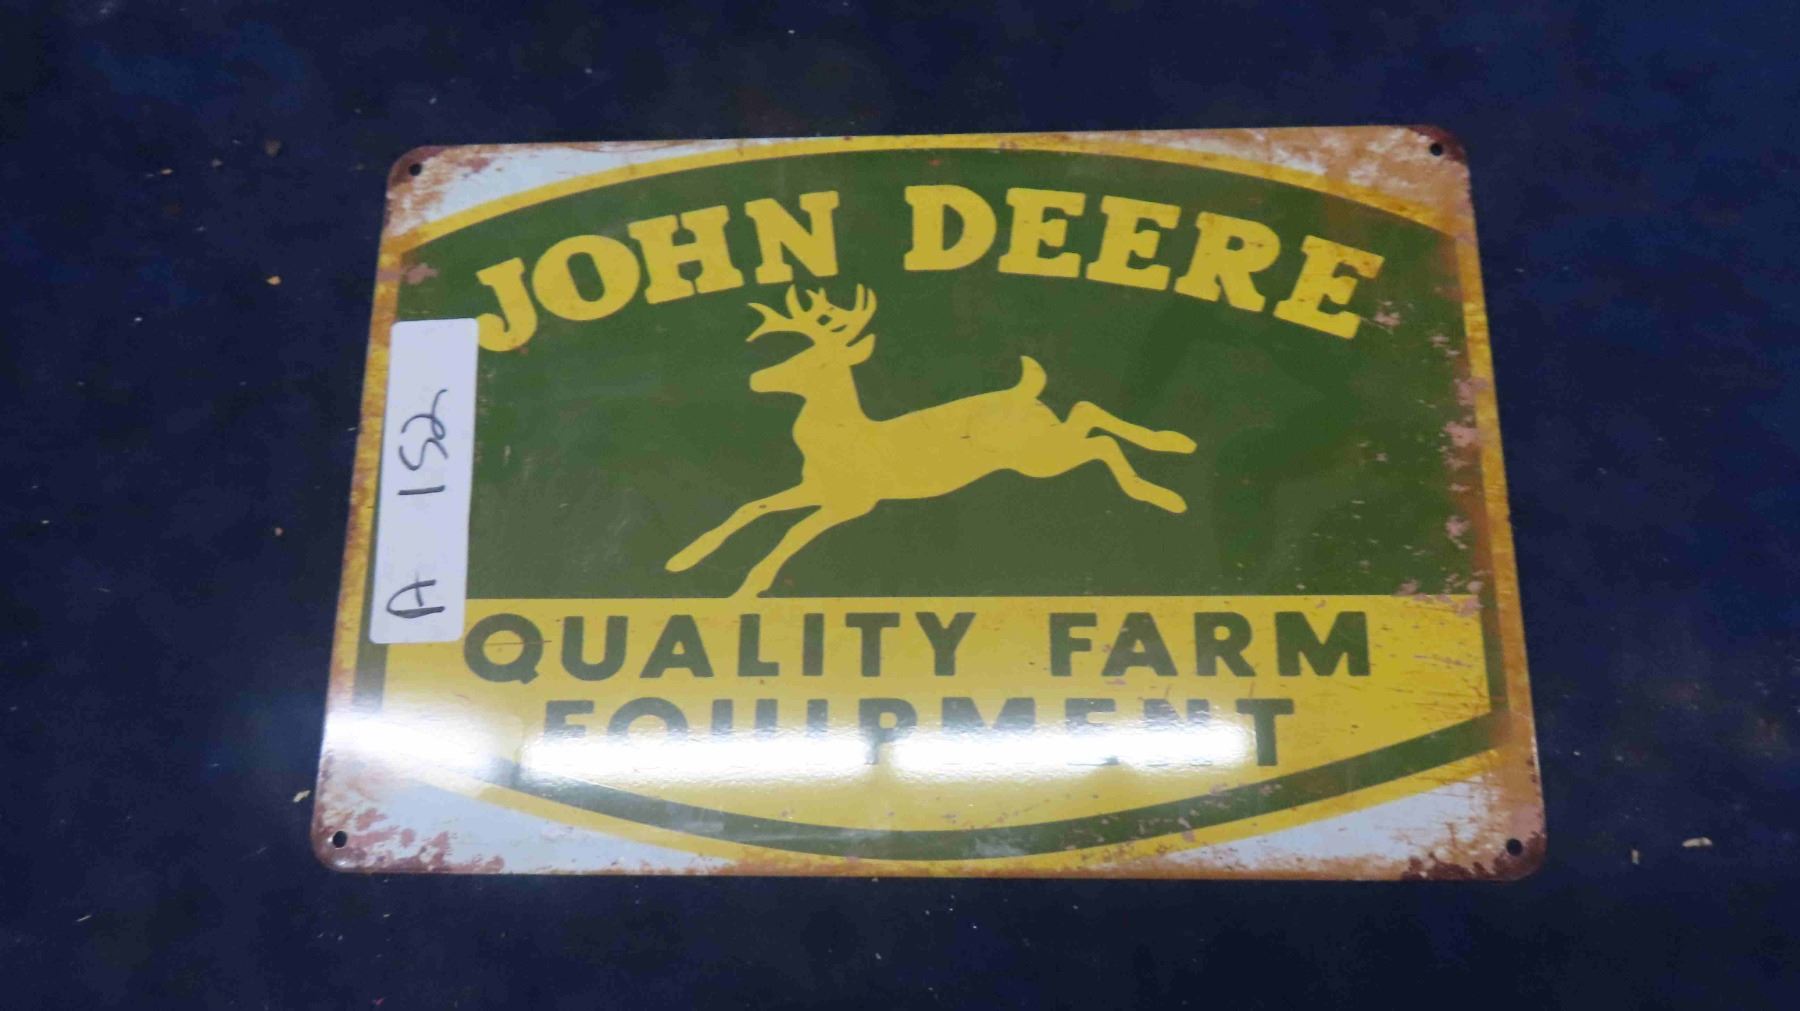 JOHN DEERE
A 152
QUALITY FARM
EQUIPMENT